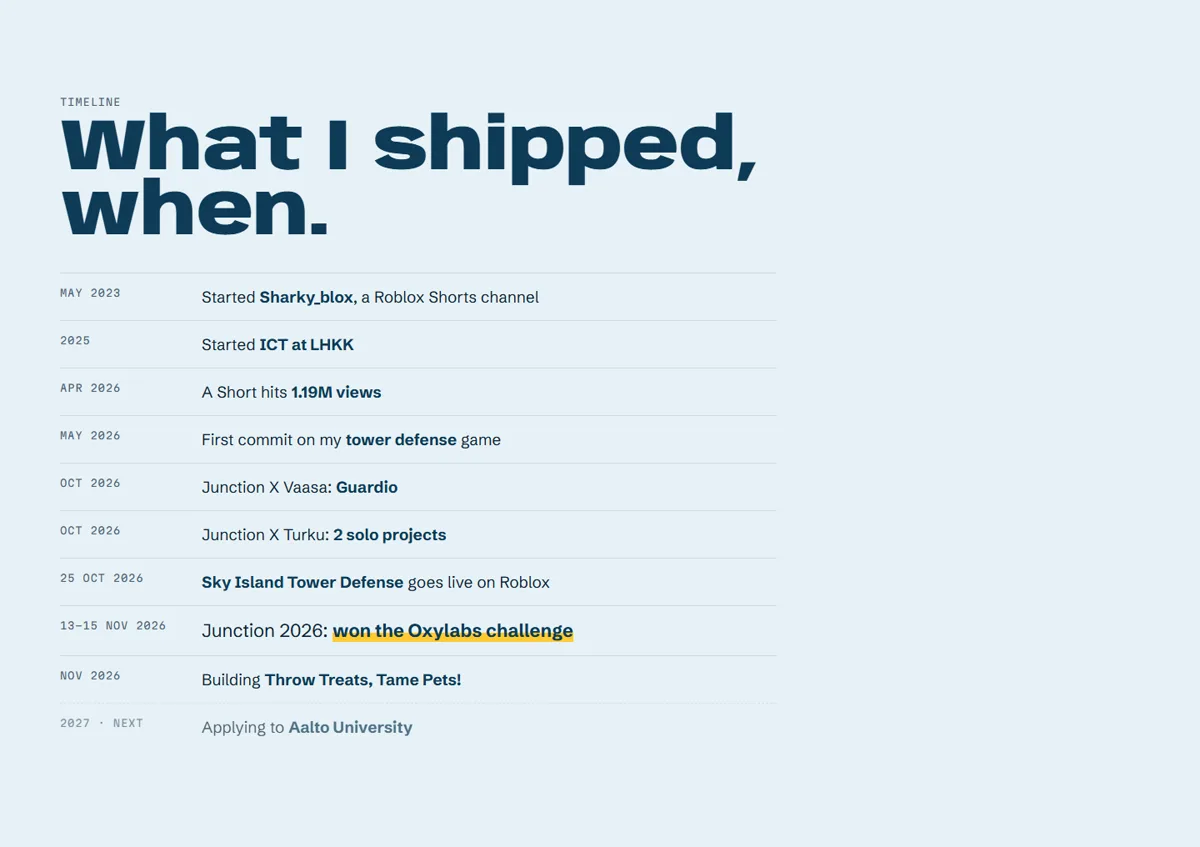 TIMELINE
What I shipped,
when.
MAY 2023
Started Sharky_blox, a Roblox Shorts channel
2025
Started ICT at LHKK
APR 2026
A Short hits 1.19M views
MAY 2026
First commit on my tower defense game
OCT 2026
Junction X Vaasa: Guardio
OCT 2026
Junction X Turku: 2 solo projects
25 OCT 2026
Sky Island Tower Defense goes live on Roblox
13–15 NOV 2026
Junction 2026: won the Oxylabs challenge
NOV 2026
Building Throw Treats, Tame Pets!
2027 · NEXT
Applying to Aalto University